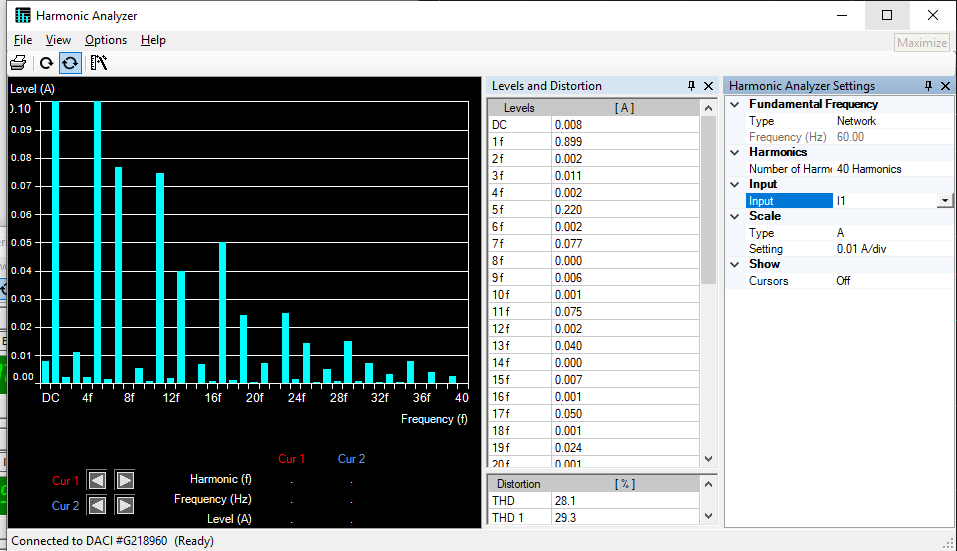 Harmonic Analyzer
File View Options Help
Maximize
Level (A)
0.10
0.09
0.08
0.07
0.06
0.05
0.04
0.03
0.02
0.01
0.00
DC 4f 8f 12f 16f 20f 24f 28f 32f 36f 40
Frequency (f)
Cur 1 Cur 2
Cur 1
Cur 2
Harmonic (f) . .
Frequency (Hz) . .
Level (A) . .
Levels and Distortion
Levels [ A ]
DC 0.008
1 f 0.899
2 f 0.002
3 f 0.011
4 f 0.002
5 f 0.220
6 f 0.002
7 f 0.077
8 f 0.000
9 f 0.006
10 f 0.001
11 f 0.075
12 f 0.002
13 f 0.040
14 f 0.000
15 f 0.007
16 f 0.001
17 f 0.050
18 f 0.001
19 f 0.024
20 f 0.001
Distortion [ % ]
THD 28.1
THD 1 29.3
Harmonic Analyzer Settings
Fundamental Frequency
Type Network
Frequency (Hz) 60.00
Harmonics
Number of Harmo 40 Harmonics
Input
Input I1
Scale
Type A
Setting 0.01 A/div
Show
Cursors Off
Connected to DACI #G218960 (Ready)